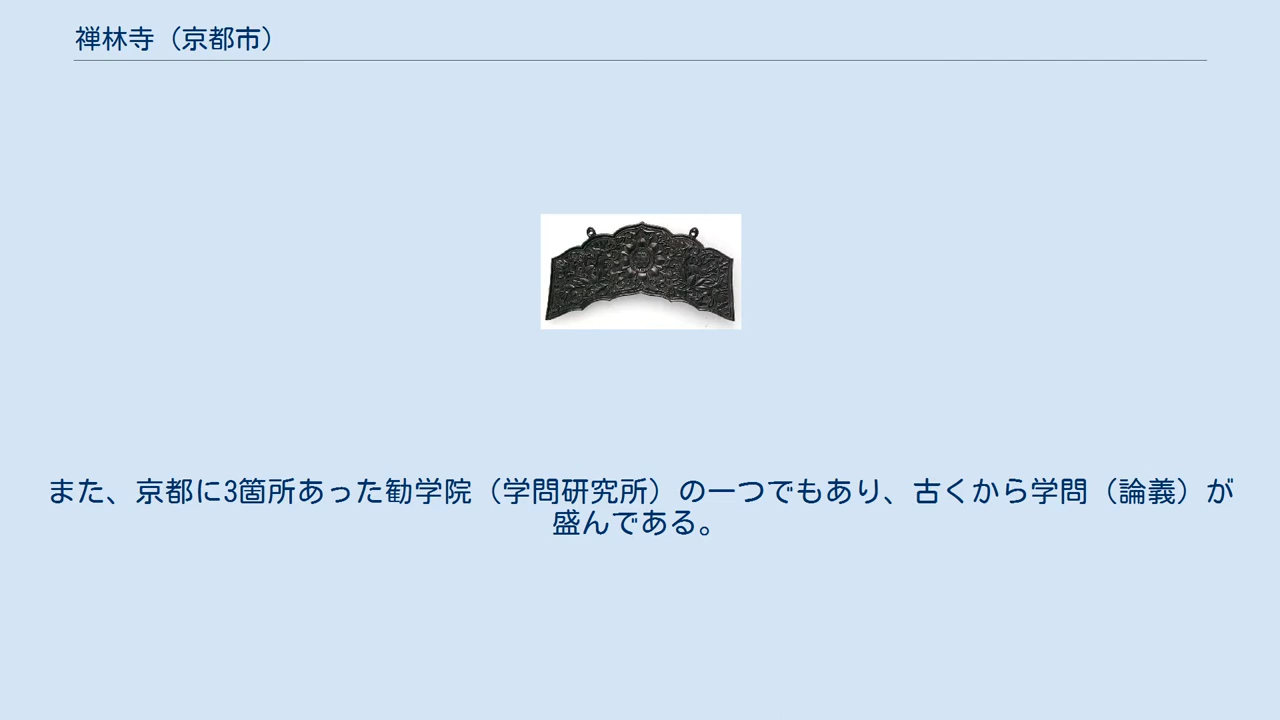 禅林寺（京都市）
また、京都に3箇所あった勧学院（学問研究所）の一つでもあり、古くから学問（論義）が
盛んである。